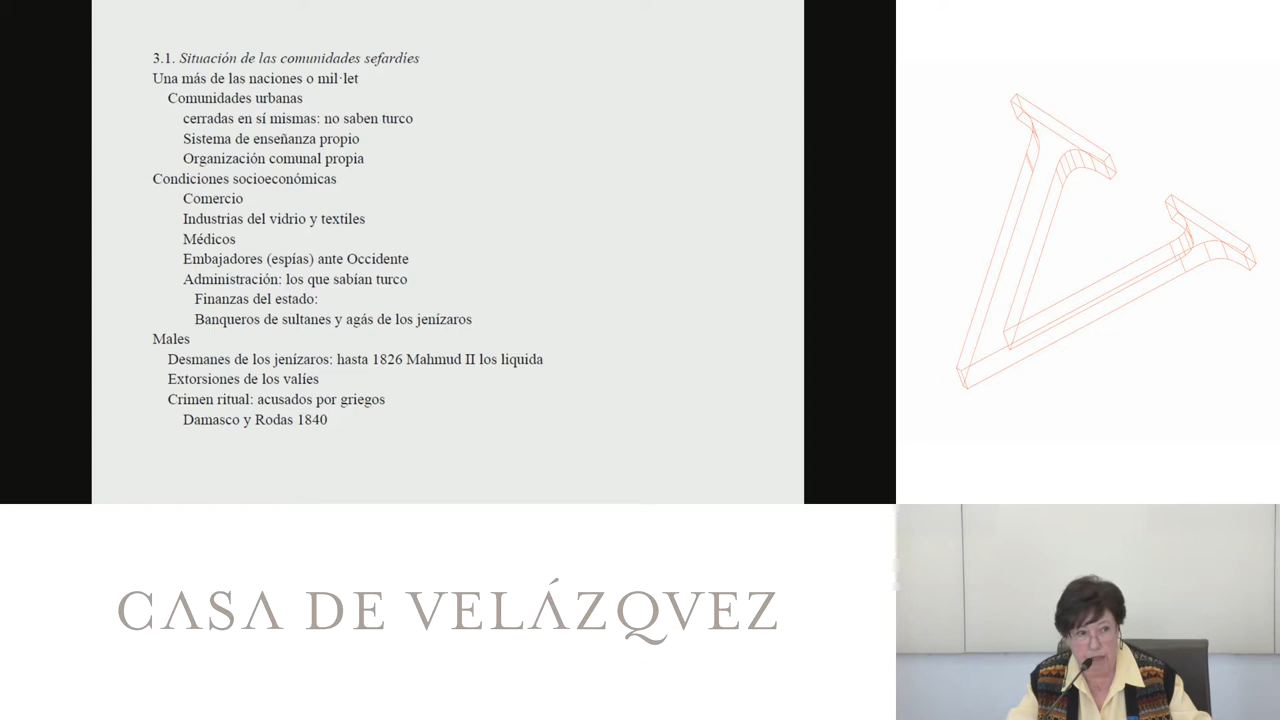 3.1. Situación de las comunidades sefardíes
Una más de las naciones o mil·let
Comunidades urbanas
cerradas en sí mismas: no saben turco
Sistema de enseñanza propio
Organización comunal propia
Condiciones socioeconómicas
Comercio
Industrias del vidrio y textiles
Médicos
Embajadores (espías) ante Occidente
Administración: los que sabían turco
Finanzas del estado:
Banqueros de sultanes y agás de los jenízaros
Males
Desmanes de los jenízaros: hasta 1826 Mahmud II los liquida
Extorsiones de los valíes
Crimen ritual: acusados por griegos
Damasco y Rodas 1840
CASA DE VELÁZQVEZ